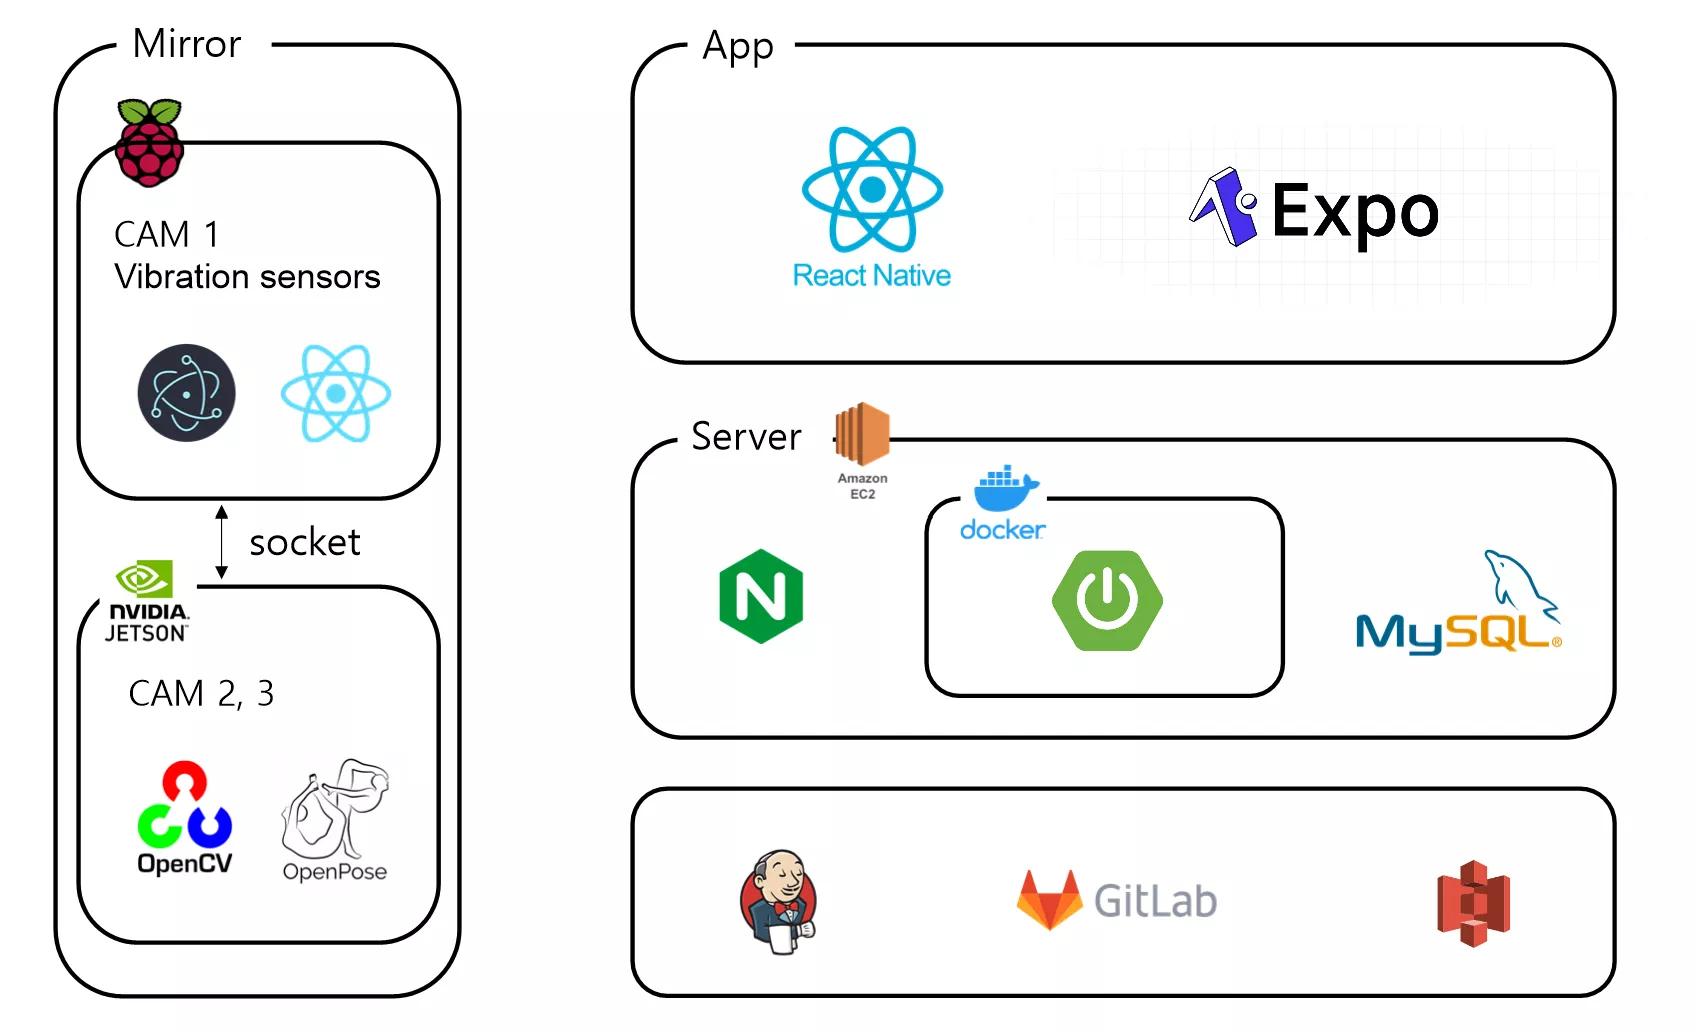 Mirror
CAM 1
Vibration sensors
socket
NVIDIA.
JETSON™
CAM 2, 3
OpenCV
OpenPose
App
React Native
Expo
Server
Amazon
EC2
docker
N
MySQL®
GitLab